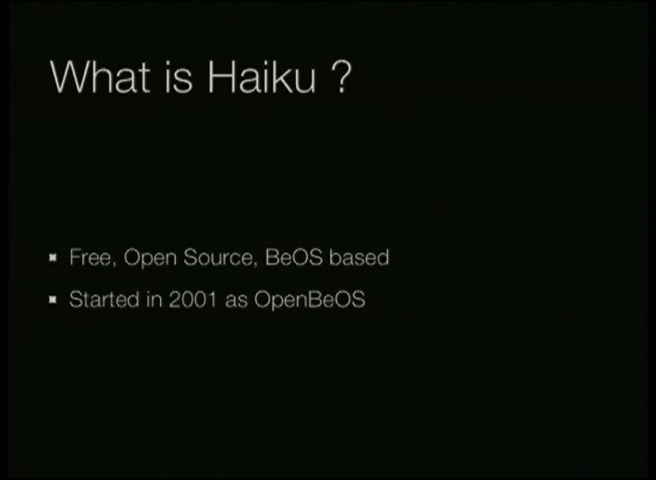 What is Haiku ?
Free, Open Source, BeOS based
Started in 2001 as OpenBeOS